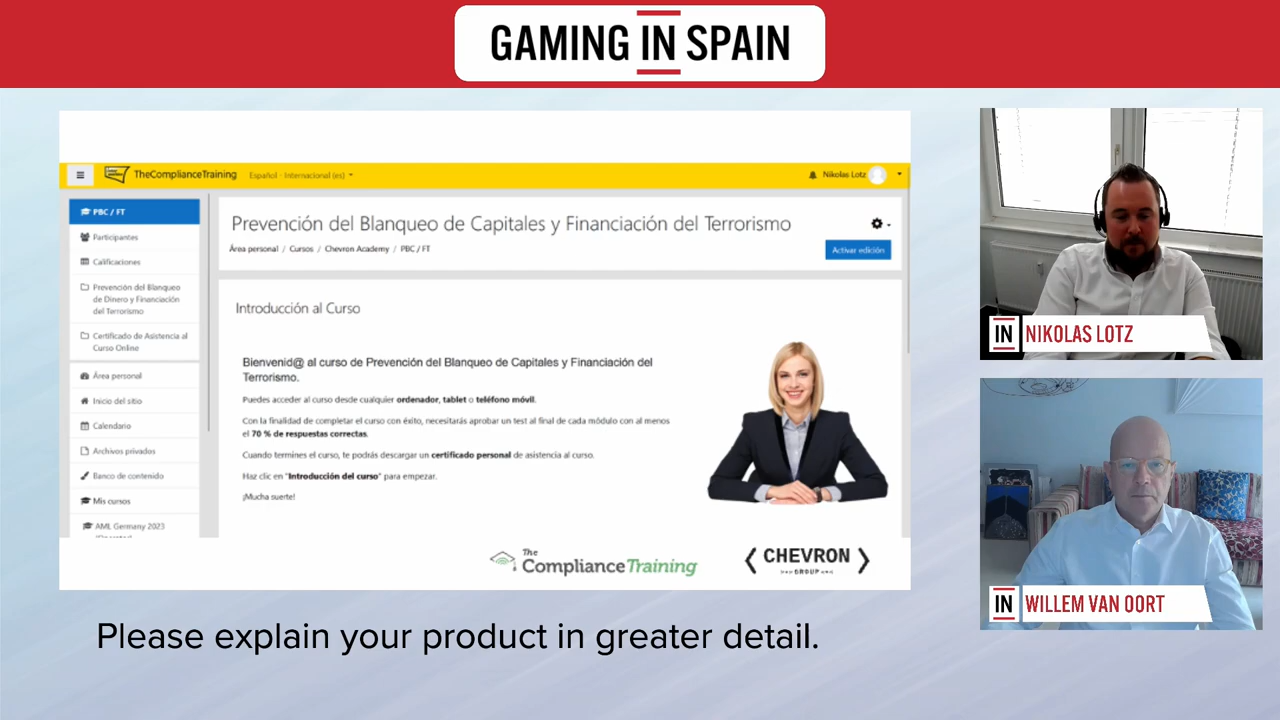 GAMING IN SPAIN
TheComplianceTraining
Español - Internacional (es)
Nikolas Lotz
PBC / FT
Participantes
Calificaciones
Prevención del Blanqueo
de Dinero y Financiación
del Terrorismo
Certificado de Asistencia al
Curso Online
Área personal
Inicio del sitio
Calendario
Archivos privados
Banco de contenido
Mis cursos
AML Germany 2023
Prevención del Blanqueo de Capitales y Financiación del Terrorismo
Área personal / Cursos / Chevron Academy / PBC / FT
Activar edición
Introducción al Curso
Bienvenid@ al curso de Prevención del Blanqueo de Capitales y Financiación del
Terrorismo.
Puedes acceder al curso desde cualquier ordenador, tablet o teléfono móvil.
Con la finalidad de completar el curso con éxito, necesitarás aprobar un test al final de cada módulo con al menos
el 70 % de respuestas correctas.
Cuando termines el curso, te podrás descargar un certificado personal de asistencia al curso.
Haz clic en "Introducción del curso" para empezar.
¡Mucha suerte!
The
ComplianceTraining
CHEVRON
GROUP
IN NIKOLAS LOTZ
IN WILLEM VAN OORT
Please explain your product in greater detail.